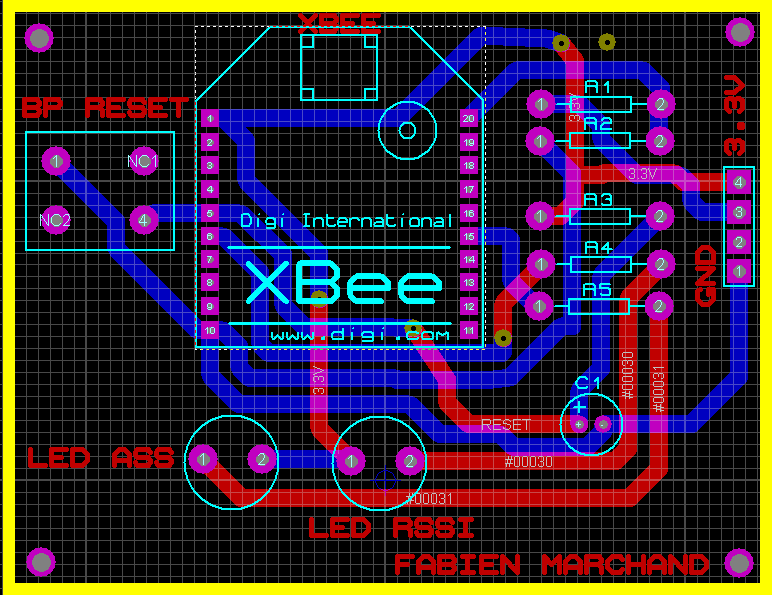 XBEE
BP RESET
3.3V
1
NC1
NC2
4
1
2
3
4
5
6
7
8
9
10
20
19
18
17
16
15
14
13
12
11
Digi International
XBee
www.digi.com
R1
1
2
3.3V
R2
1
2
3.3V
R3
1
2
R4
1
2
R5
1
2
4
3
2
1
GND
3.3V
#00030
#00031
C1
+
RESET
LED ASS
1
2
1
2
#00030
#00031
LED RSSI
FABIEN MARCHAND